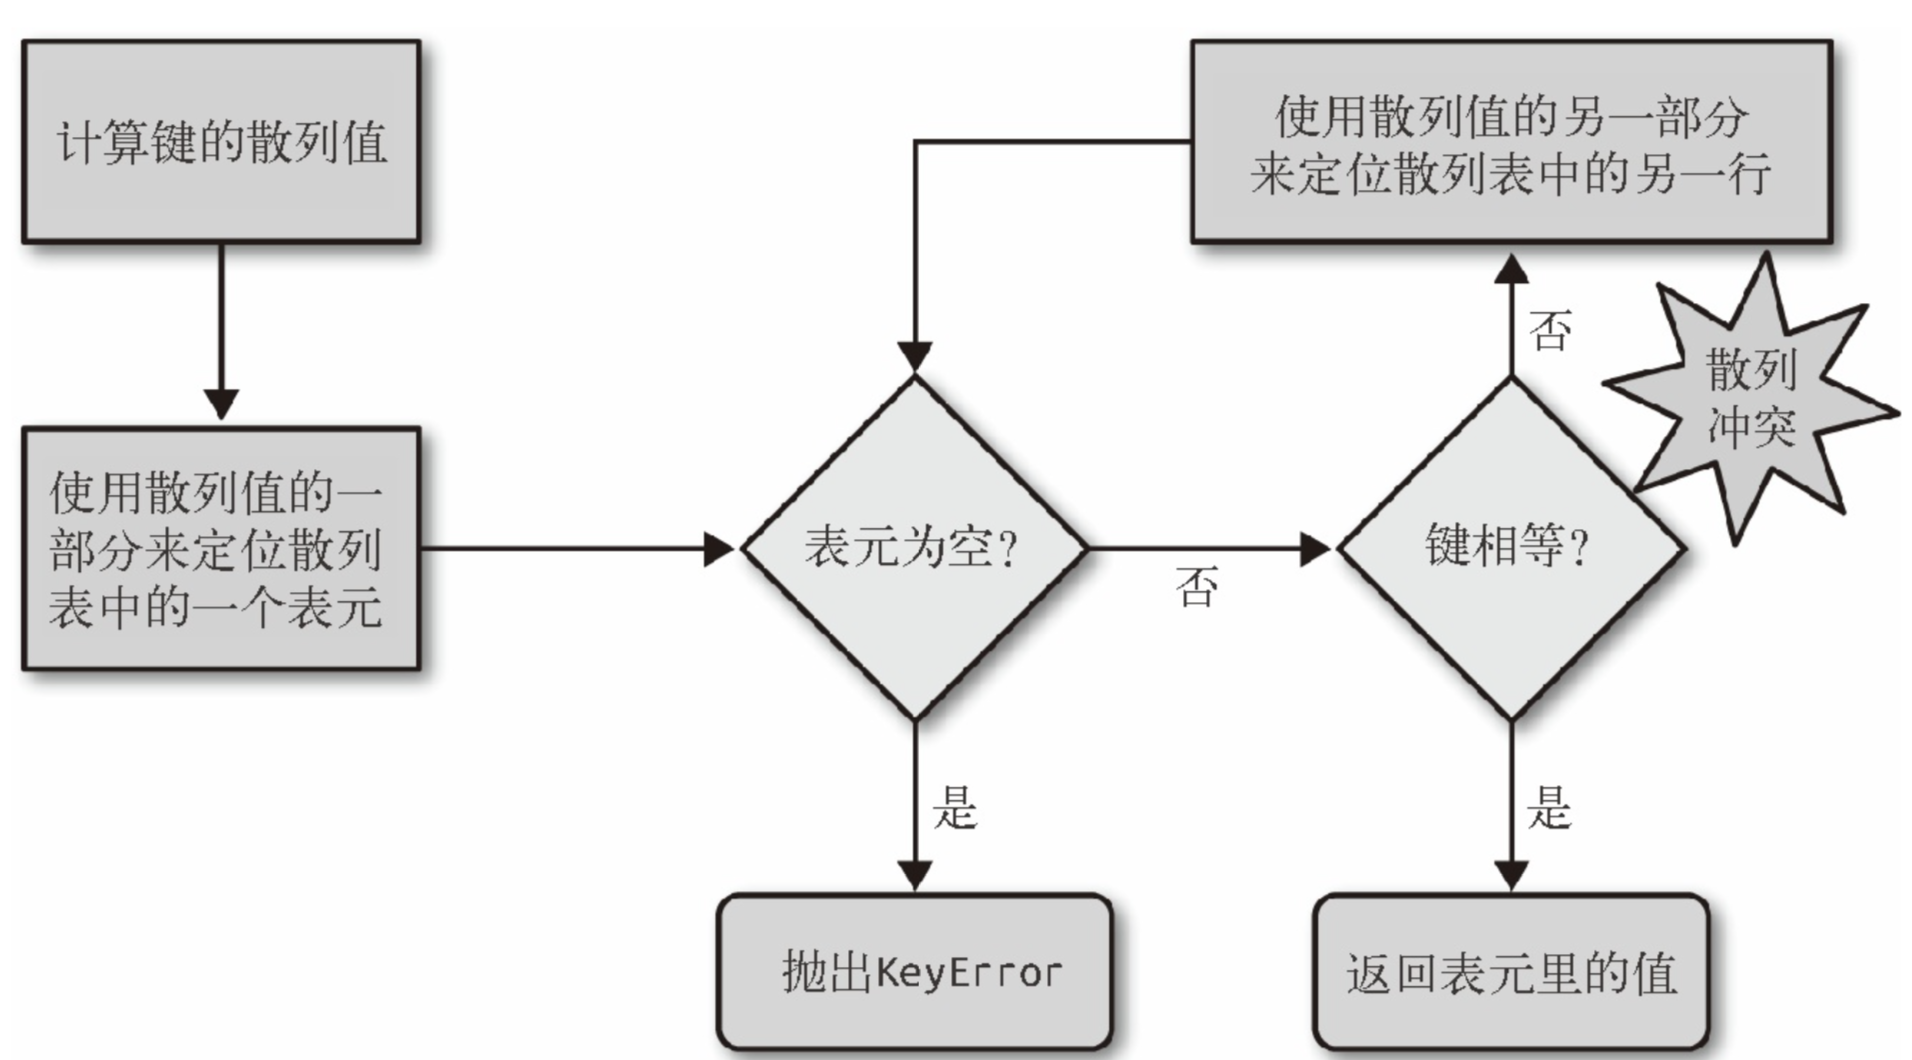 计算键的散列值
使用散列值的一
部分来定位散列
表中的一个表元
使用散列值的另一部分
来定位散列表中的另一行
表元为空?
否
键相等?
否
散列
冲突
是
是
抛出KeyError
返回表元里的值